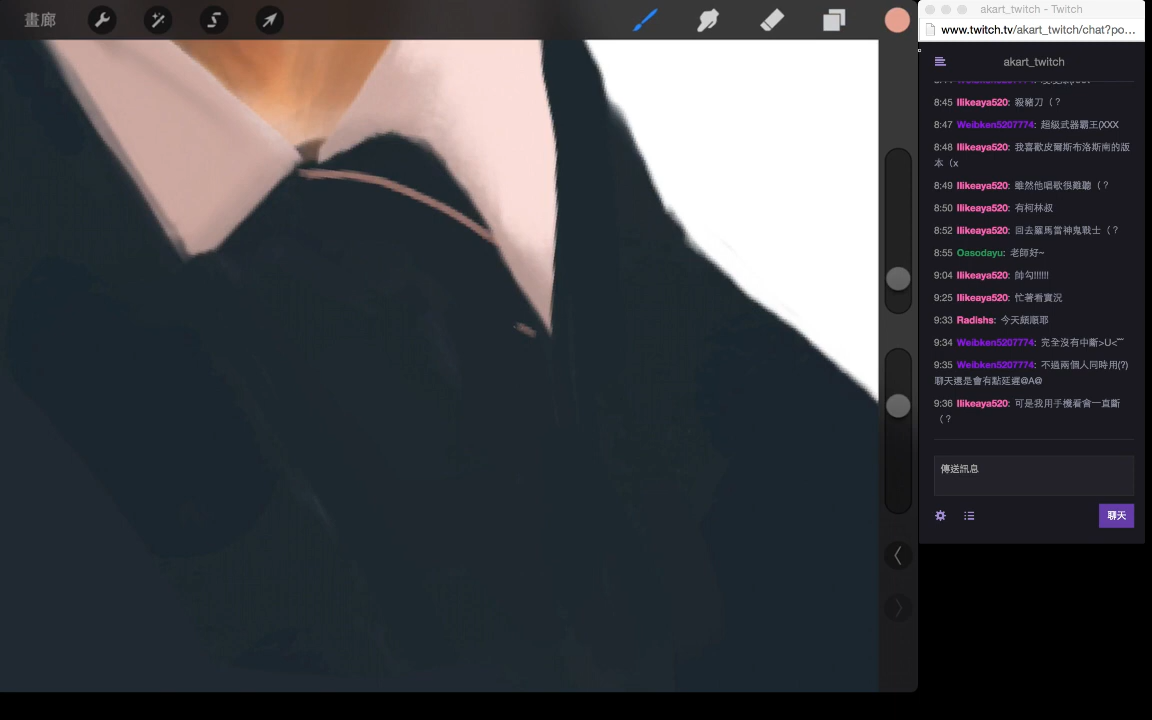 畫廊
akart_twitch - Twitch
www.twitch.tv/akart_twitch/chat?po...
akart_twitch
8:45 Ilikeaya520: 殺豬刀（？
8:47 Weibken5207774: 超級武器霸王(XXX
8:48 Ilikeaya520: 我喜歡皮爾斯布洛斯南的版
本（x
8:49 Ilikeaya520: 雖然他唱歌很難聽（？
8:50 Ilikeaya520: 有柯林叔
8:52 Ilikeaya520: 回去羅馬當神鬼戰士（？
8:55 Oasodayu: 老師好~
9:04 Ilikeaya520: 帥勾!!!!!!
9:25 Ilikeaya520: 忙著看實況
9:33 Radishs: 今天頗順耶
9:34 Weibken5207774: 完全沒有中斷>U<~~
9:35 Weibken5207774: 不過兩個人同時用(?)
聊天還是會有點延遲@A@
9:36 Ilikeaya520: 可是我用手機看會一直斷
（？
傳送訊息
聊天